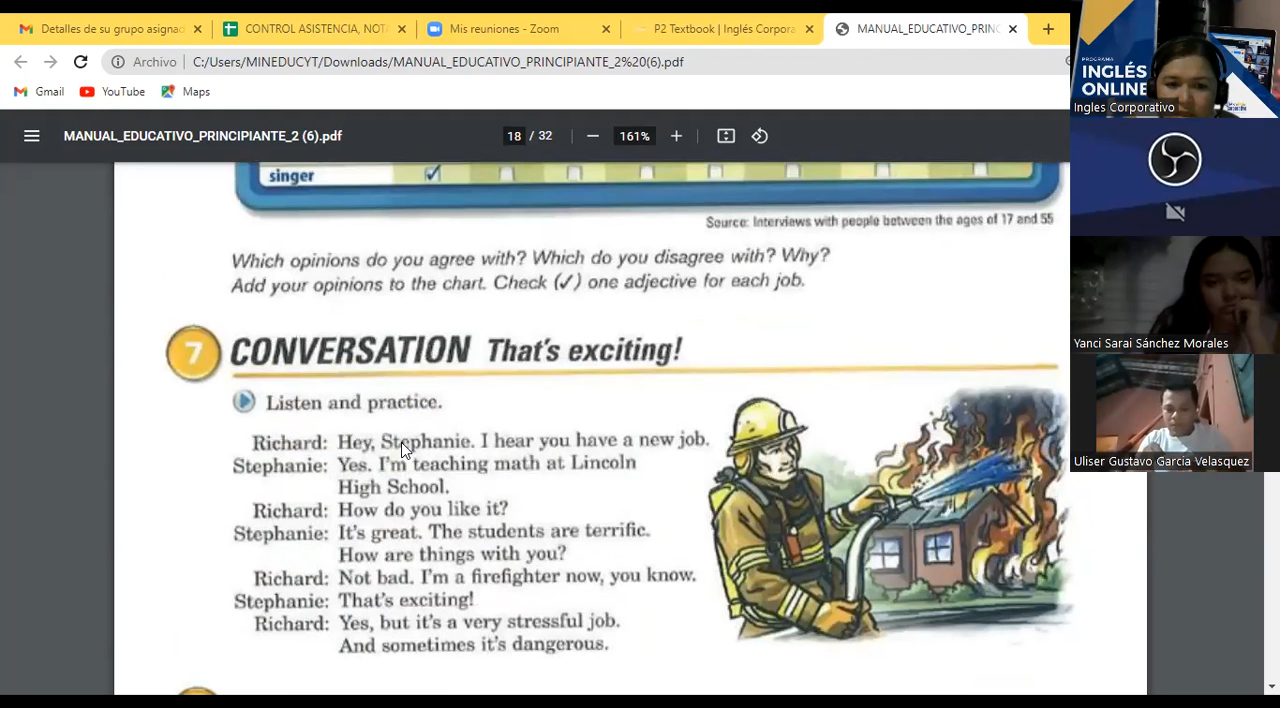 Detalles de su grupo asignac
CONTROL ASISTENCIA, NOT
Mis reuniones - Zoom
P2 Textbook | Inglés Corpora
MANUAL_EDUCATIVO_PRINC
Archivo
C:/Users/MINEDUCYT/Downloads/MANUAL_EDUCATIVO_PRINCIPIANTE_2%20(6).pdf
Gmail
YouTube
Maps
MANUAL_EDUCATIVO_PRINCIPIANTE_2 (6).pdf
18 / 32
161%
singer
Source: Interviews with people between the ages of 17 and 55
Which opinions do you agree with? Which do you disagree with? Why?
Add your opinions to the chart. Check (✓) one adjective for each job.
7 CONVERSATION That's exciting!
Listen and practice.
Richard: Hey, Stephanie. I hear you have a new job.
Stephanie: Yes. I'm teaching math at Lincoln
High School.
Richard: How do you like it?
Stephanie: It's great. The students are terrific.
How are things with you?
Richard: Not bad. I'm a firefighter now, you know.
Stephanie: That's exciting!
Richard: Yes, but it's a very stressful job.
And sometimes it's dangerous.
PROGRAMA
INGLÉS
ONLINE
Ingles Corporativo
Yanci Sarai Sánchez Morales
Uliser Gustavo Garcia Velasquez